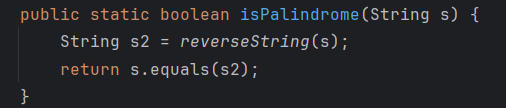 public static boolean isPalindrome(String s) {
    String s2 = reverseString(s);
    return s.equals(s2);
}